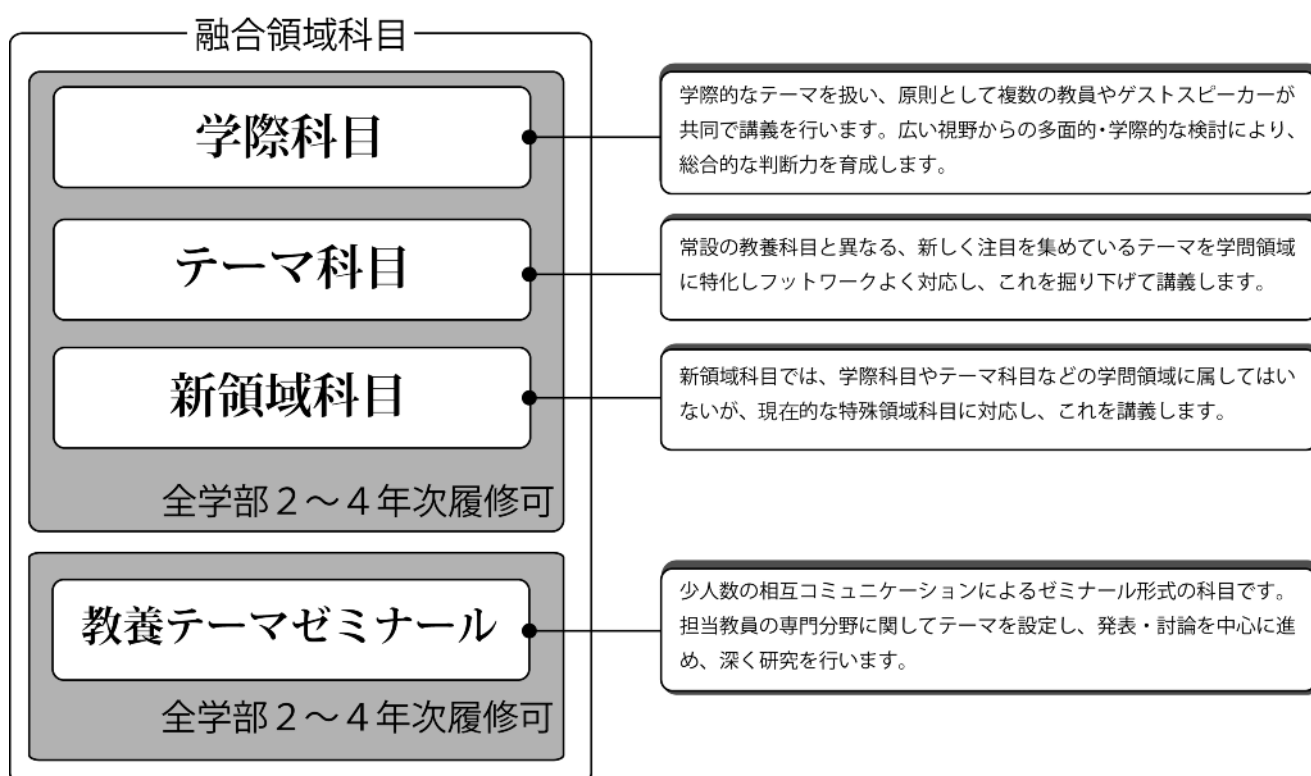 融合領域科目
学際科目
学際的なテーマを扱い、原則として複数の教員やゲストスピーカーが
共同で講義を行います。広い視野からの多面的・学際的な検討により、
総合的な判断力を育成します。
テーマ科目
常設の教養科目と異なる、新しく注目を集めているテーマを学問領域
に特化しフットワークよく対応し、これを掘り下げて講義します。
新領域科目
新領域科目では、学際科目やテーマ科目などの学問領域に属してはい
ないが、現在的な特殊領域科目に対応し、これを講義します。
全学部2~4年次履修可
教養テーマゼミナール
少人数の相互コミュニケーションによるゼミナール形式の科目です。
担当教員の専門分野に関してテーマを設定し、発表・討論を中心に進
め、深く研究を行います。
全学部2~4年次履修可